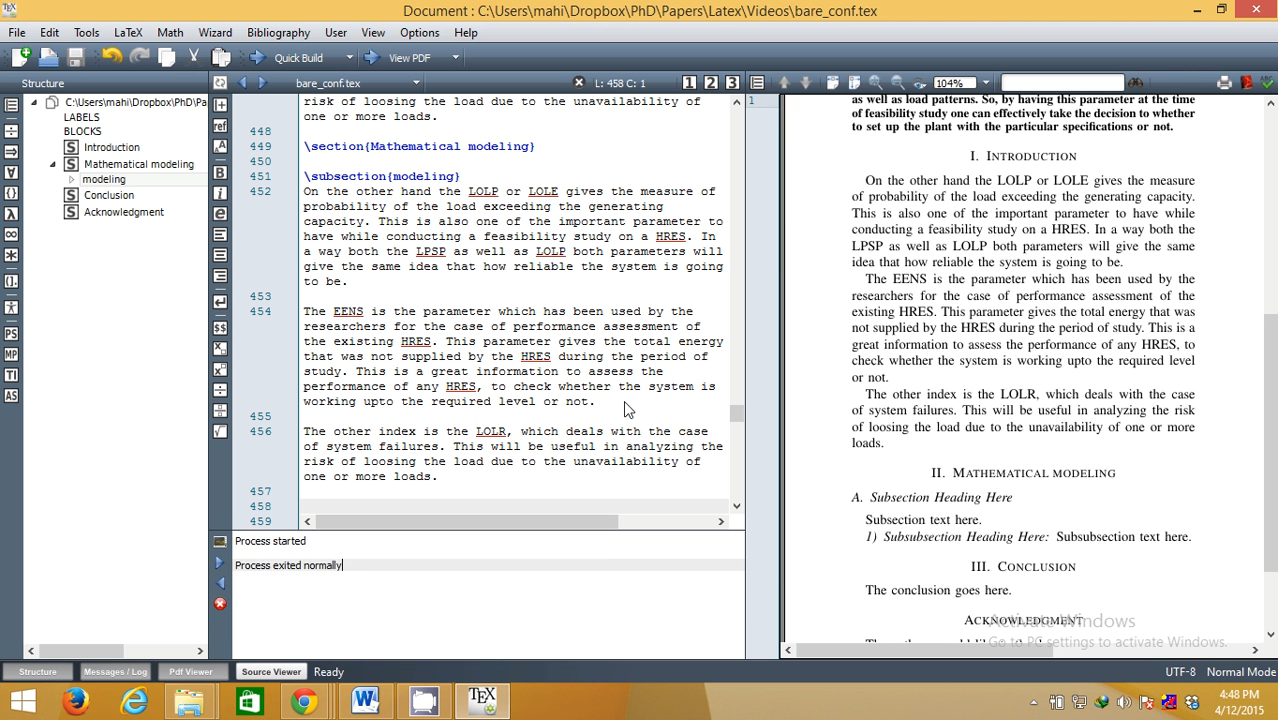 Document : C:\Users\mahi\Dropbox\PhD\Papers\Latex\Videos\bare_conf.tex
File Edit Tools LaTeX Math Wizard Bibliography User View Options Help
Quick Build View PDF
Structure bare_conf.tex L: 458 C: 1 1 2 3 104%
C:\Users\mahi\Dropbox\PhD\Pa
LABELS
BLOCKS
Introduction
Mathematical modeling
modeling
Conclusion
Acknowledgment
risk of loosing the load due to the unavailability of
one or more loads.
448
449 \section{Mathematical modeling}
450
451 \subsection{modeling}
452 On the other hand the LOLP or LOLE gives the measure of
probability of the load exceeding the generating
capacity. This is also one of the important parameter to
have while conducting a feasibility study on a HRES. In
a way both the LPSP as well as LOLP both parameters will
give the same idea that how reliable the system is going
to be.
453
454 The EENS is the parameter which has been used by the
researchers for the case of performance assessment of
the existing HRES. This parameter gives the total energy
that was not supplied by the HRES during the period of
study. This is a great information to assess the
performance of any HRES, to check whether the system is
working upto the required level or not.
455
456 The other index is the LOLR, which deals with the case
of system failures. This will be useful in analyzing the
risk of loosing the load due to the unavailability of
one or more loads.
457
458
459
1
as well as load patterns. So, by having this parameter at the time
of feasibility study one can effectively take the decision to whether
to set up the plant with the particular specifications or not.
I. INTRODUCTION
On the other hand the LOLP or LOLE gives the measure
of probability of the load exceeding the generating capacity.
This is also one of the important parameter to have while
conducting a feasibility study on a HRES. In a way both the
LPSP as well as LOLP both parameters will give the same
idea that how reliable the system is going to be.
The EENS is the parameter which has been used by the
researchers for the case of performance assessment of the
existing HRES. This parameter gives the total energy that was
not supplied by the HRES during the period of study. This is a
great information to assess the performance of any HRES, to
check whether the system is working upto the required level
or not.
The other index is the LOLR, which deals with the case
of system failures. This will be useful in analyzing the risk
of loosing the load due to the unavailability of one or more
loads.
II. MATHEMATICAL MODELING
A. Subsection Heading Here
Subsection text here.
1) Subsubsection Heading Here: Subsubsection text here.
III. CONCLUSION
The conclusion goes here.
ACKNOWLEDGMENT
Activate Windows
Go to PC settings to activate Windows.
ref
A
B
i
e
$$
PS
MP
TI
AS
Process started
Process exited normally
Structure Messages / Log Pdf Viewer Source Viewer Ready UTF-8 Normal Mode
4:48 PM
4/12/2015